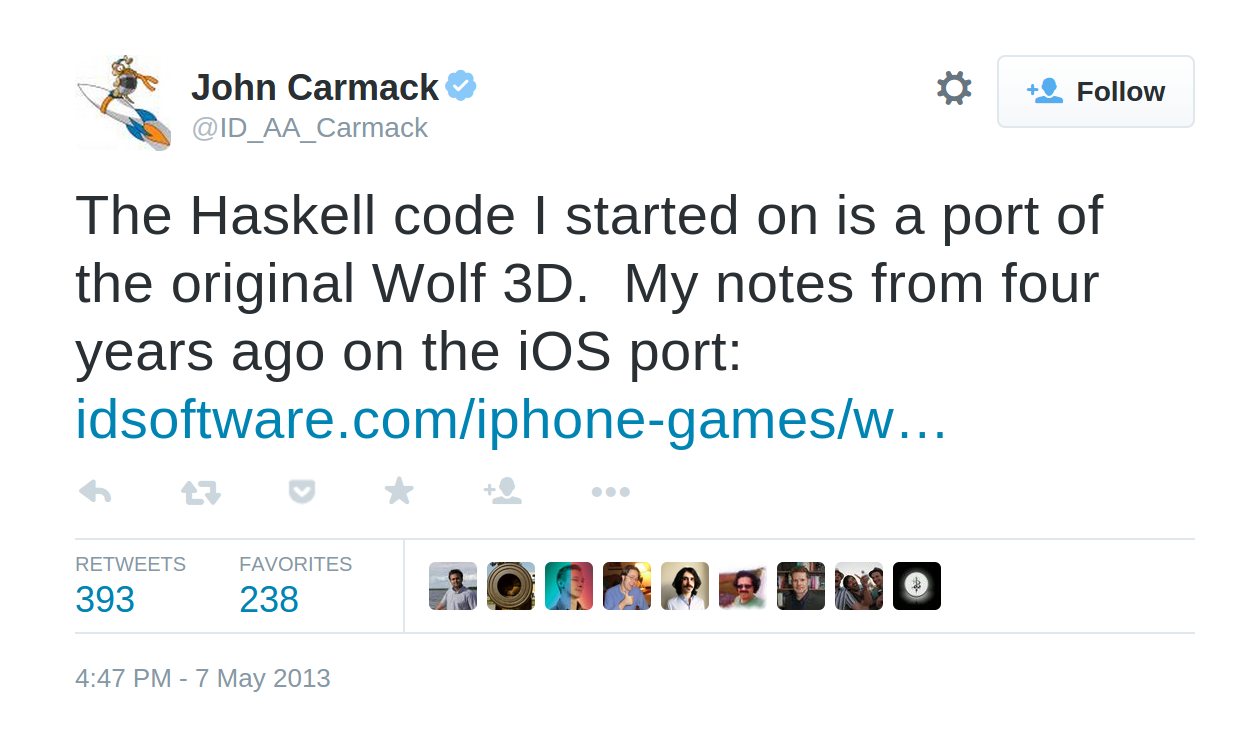 John Carmack
@ID_AA_Carmack
Follow
The Haskell code I started on is a port of
the original Wolf 3D.  My notes from four
years ago on the iOS port:
idsoftware.com/iphone-games/w…
RETWEETS
393
FAVORITES
238
4:47 PM - 7 May 2013